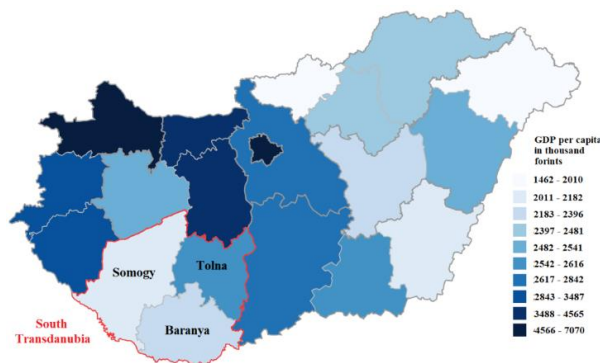 GDP per capita
in thousand
forints
1462 - 2010
2011 - 2182
2183 - 2396
2397 - 2481
2482 - 2541
2542 - 2616
2617 - 2842
2843 - 3487
3488 - 4565
4566 - 7070
Somogy
Tolna
Baranya
South
Transdanubia